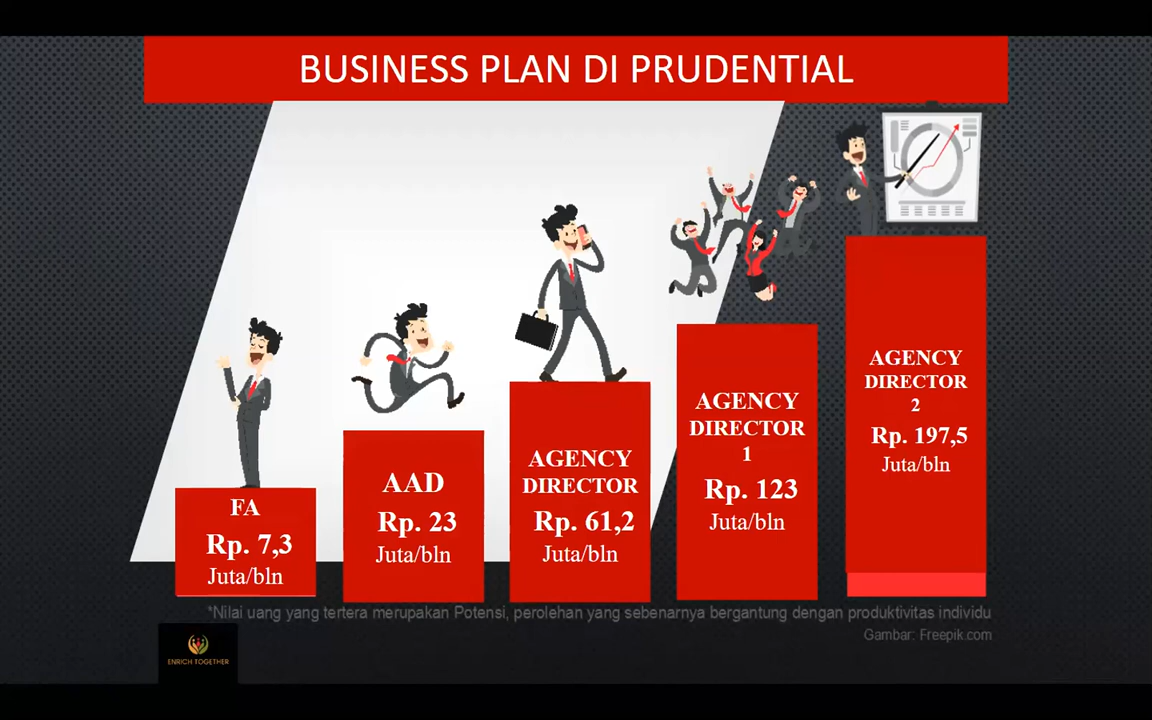 BUSINESS PLAN DI PRUDENTIAL
FA
Rp. 7,3
Juta/bln
AAD
Rp. 23
Juta/bln
AGENCY
DIRECTOR
Rp. 61,2
Juta/bln
AGENCY
DIRECTOR
1
Rp. 123
Juta/bln
AGENCY
DIRECTOR
2
Rp. 197,5
Juta/bln
*Nilai uang yang tertera merupakan Potensi, perolehan yang sebenarnya bergantung dengan produktivitas individu
Gambar: Freepik.com
ENRICH TOGETHER